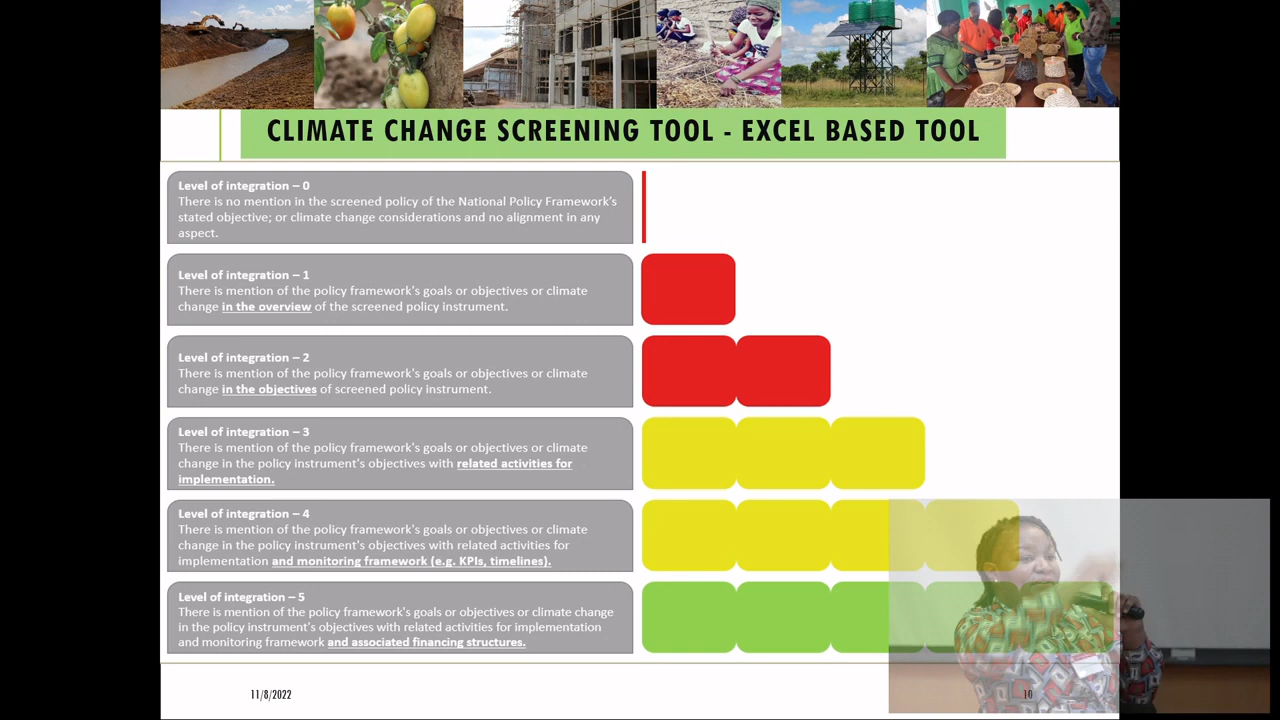 CLIMATE CHANGE SCREENING TOOL - EXCEL BASED TOOL
Level of integration – 0
There is no mention in the screened policy of the National Policy Framework's
stated objective; or climate change considerations and no alignment in any
aspect.
Level of integration – 1
There is mention of the policy framework's goals or objectives or climate
change in the overview of the screened policy instrument.
Level of integration – 2
There is mention of the policy framework's goals or objectives or climate
change in the objectives of screened policy instrument.
Level of integration – 3
There is mention of the policy framework's goals or objectives or climate
change in the policy instrument's objectives with related activities for
implementation.
Level of integration – 4
There is mention of the policy framework's goals or objectives or climate
change in the policy instrument's objectives with related activities for
implementation and monitoring framework (e.g. KPIs, timelines).
Level of integration – 5
There is mention of the policy framework's goals or objectives or climate change
in the policy instrument's objectives with related activities for implementation
and monitoring framework and associated financing structures.
11/8/2022
10